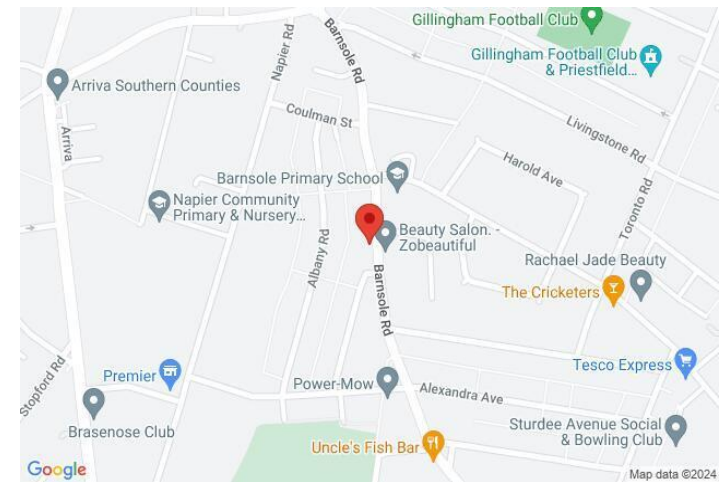 Gillingham Football Club
Barnsole Rd
Napier Rd
Gillingham Football Club
& Priestfield...
Arriva Southern Counties
Coulman St
Livingstone Rd
Arriva
Harold Ave
Barnsole Primary School
Toronto Rd
Napier Community
Primary & Nursery...
Albany Rd
Beauty Salon. -
Zobeautiful
Rachael Jade Beauty
Barnsole Rd
The Cricketers
Stopford Rd
Premier
Tesco Express
Power-Mow
Alexandra Ave
Brasenose Club
Sturdee Avenue Social
& Bowling Club
Uncle's Fish Bar
Google
Map data ©2024